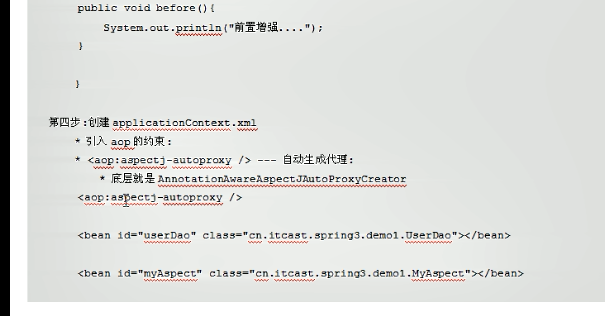 public void before(){
System.out.println("前置增强....");
}
}
第四步:创建 applicationContext.xml
* 引入 aop 的约束:
* <aop:aspectj-autoproxy /> --- 自动生成代理:
* 底层就是 AnnotationAwareAspectJAutoProxyCreator
<aop:aspectj-autoproxy />
<bean id="userDao" class="cn.itcast.spring3.demo1.UserDao"></bean>
<bean id="myAspect" class="cn.itcast.spring3.demo1.MyAspect"></bean>